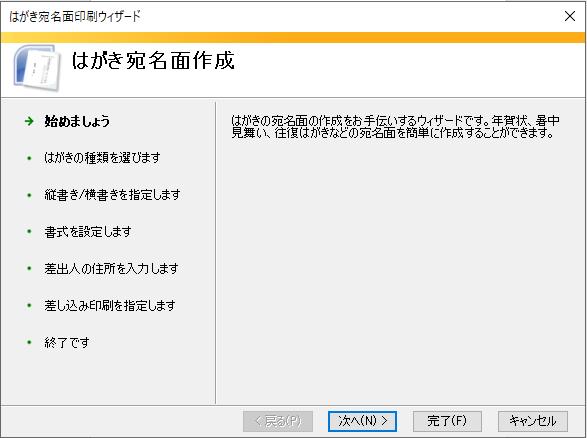 はがき宛名面印刷ウィザード
はがき宛名面作成
始めましょう
はがきの種類を選びます
縦書き/横書きを指定します
書式を設定します
差出人の住所を入力します
差し込み印刷を指定します
終了です
はがきの宛名面の作成をお手伝いするウィザードです。年賀状、暑中
見舞い、往復はがきなどの宛名面を簡単に作成することができます。
< 戻る(P)
次へ(N) >
完了(F)
キャンセル